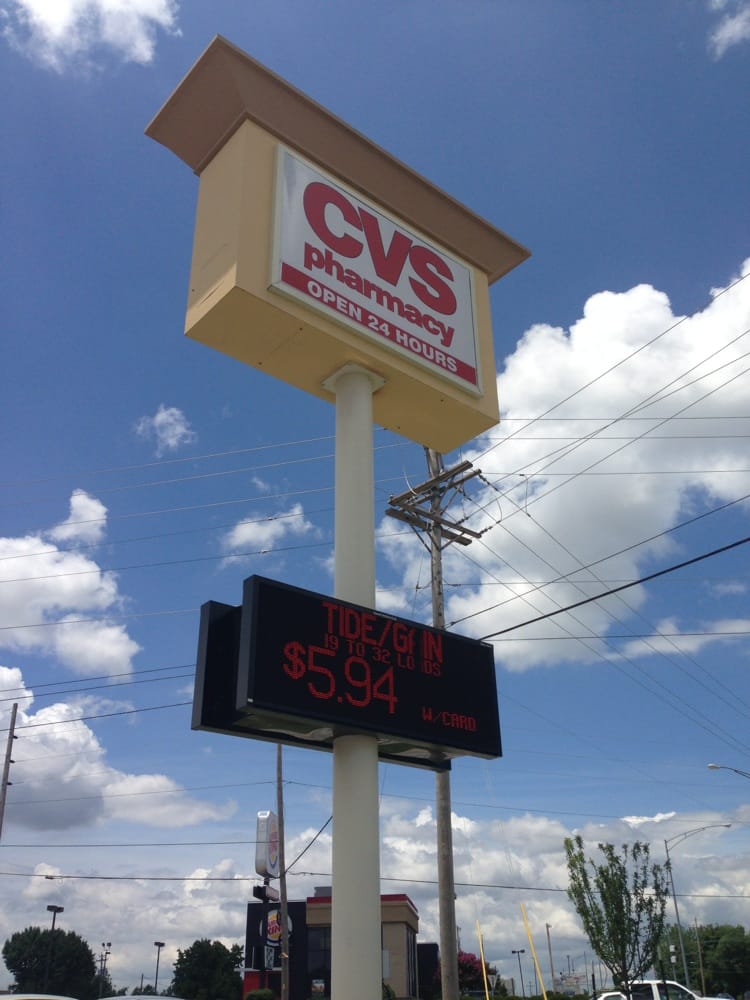 CVS
pharmacy
OPEN 24 HOURS
TIDE/GAIN
19 TO 32 LOADS
$5.94
W/CARD